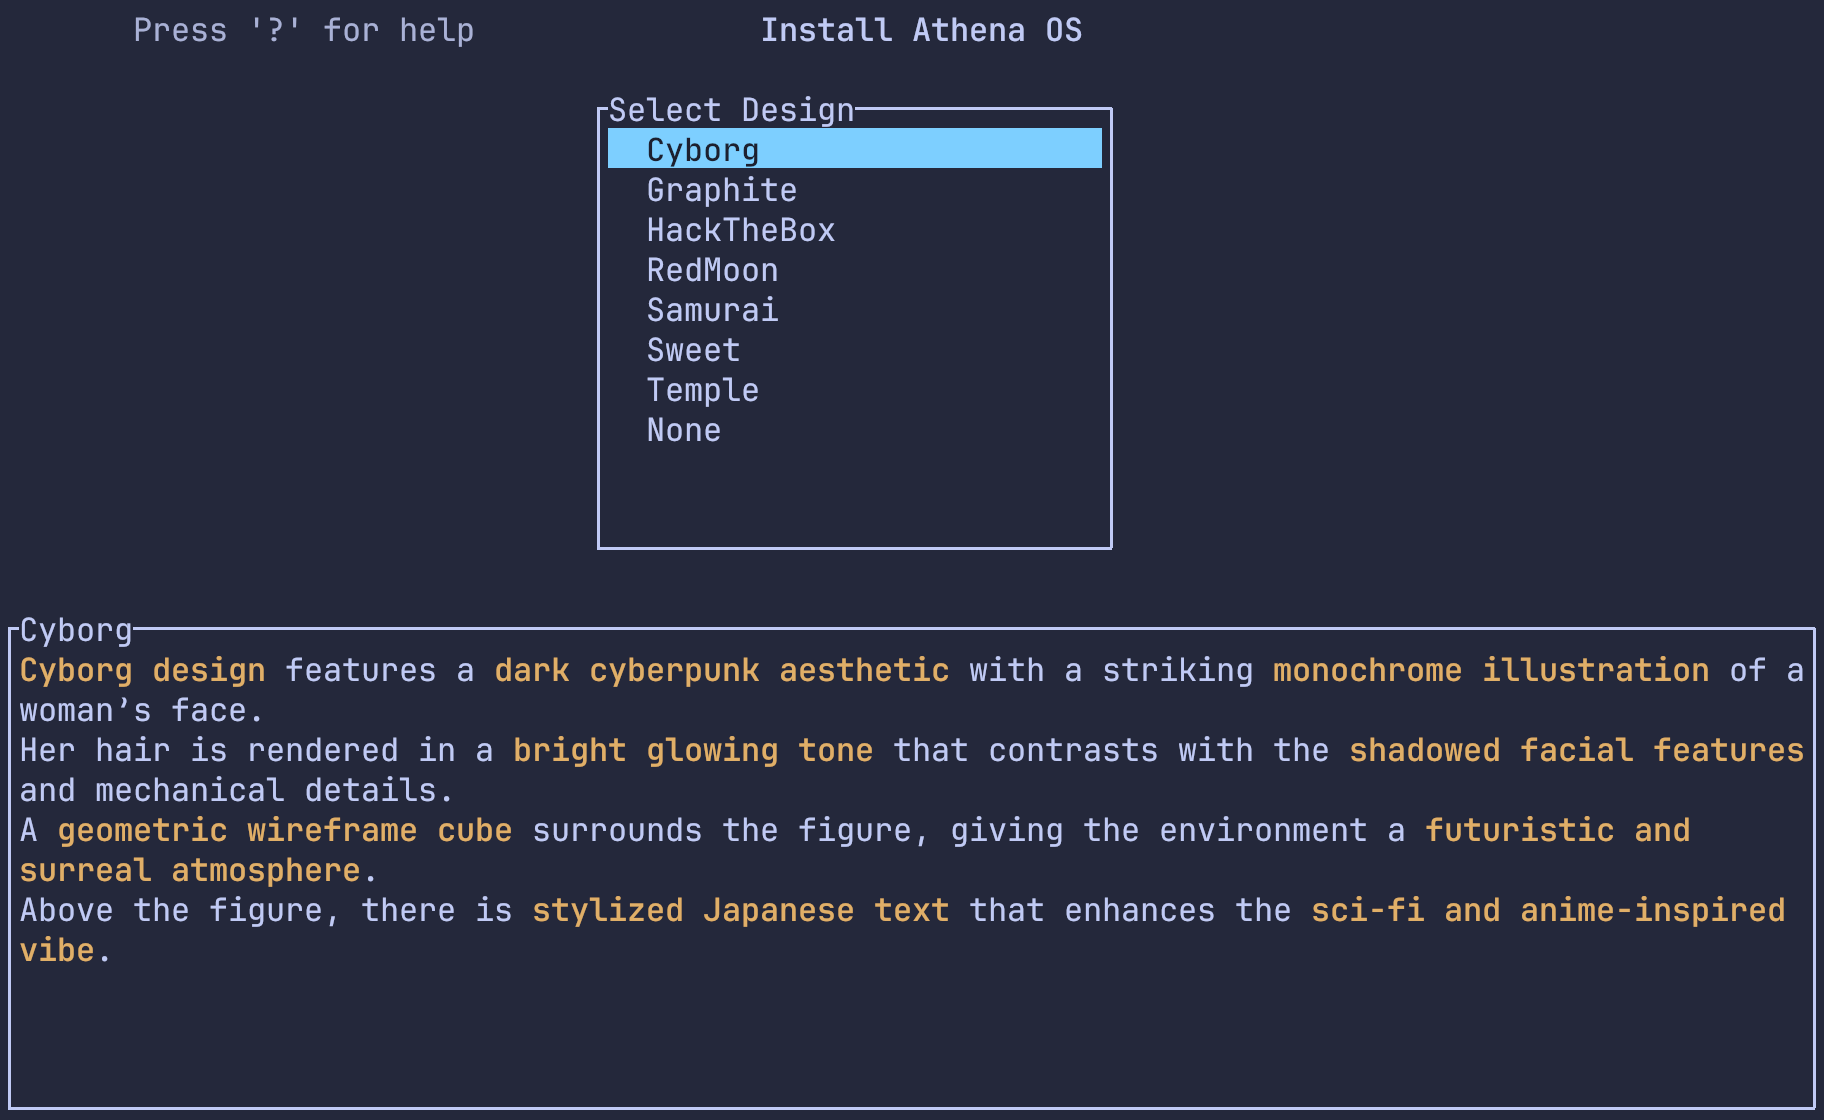 Press '?' for help
Install Athena OS
Select Design
Cyborg
Graphite
HackTheBox
RedMoon
Samurai
Sweet
Temple
None
Cyborg
Cyborg design features a dark cyberpunk aesthetic with a striking monochrome illustration of a
woman’s face.
Her hair is rendered in a bright glowing tone that contrasts with the shadowed facial features
and mechanical details.
A geometric wireframe cube surrounds the figure, giving the environment a futuristic and
surreal atmosphere.
Above the figure, there is stylized Japanese text that enhances the sci-fi and anime-inspired
vibe.